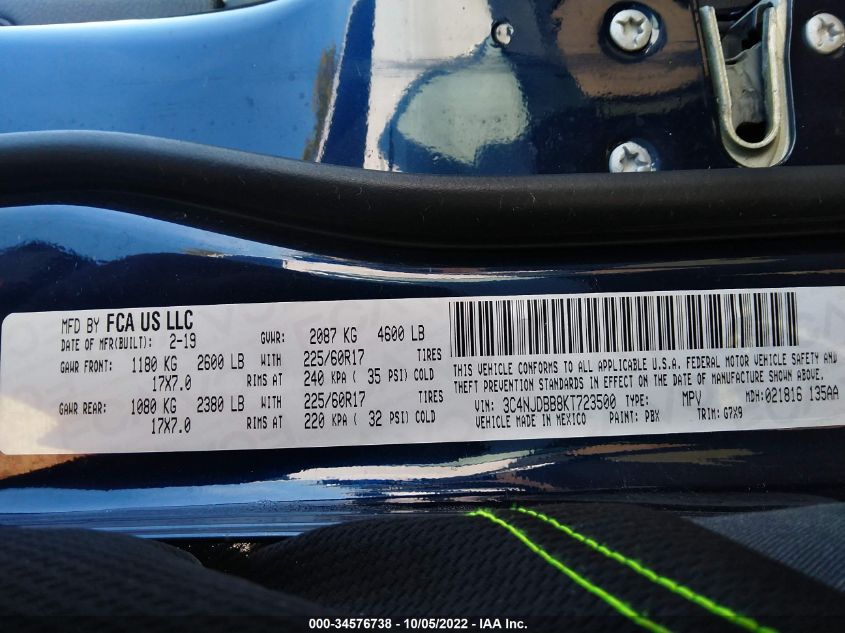 MFD BY FCA US LLC
DATE OF MFR(BUILT): 2-19 GVWR: 2087 KG 4600 LB
GAWR FRONT: 1180 KG 2600 LB WITH 225/60R17 TIRES
17X7.0 RIMS AT 240 KPA ( 35 PSI) COLD
GAWR REAR: 1080 KG 2380 LB WITH 225/60R17 TIRES
17X7.0 RIMS AT 220 KPA ( 32 PSI) COLD
THIS VEHICLE CONFORMS TO ALL APPLICABLE U.S.A. FEDERAL MOTOR VEHICLE SAFETY AND
THEFT PREVENTION STANDARDS IN EFFECT ON THE DATE OF MANUFACTURE SHOWN ABOVE.
VIN: 3C4NJDBB8KT723500 TYPE: MPV MDH: 021816 135AA
VEHICLE MADE IN MEXICO PAINT: PBX TRIM: G7X9
000-34576738 - 10/05/2022 - IAA Inc.